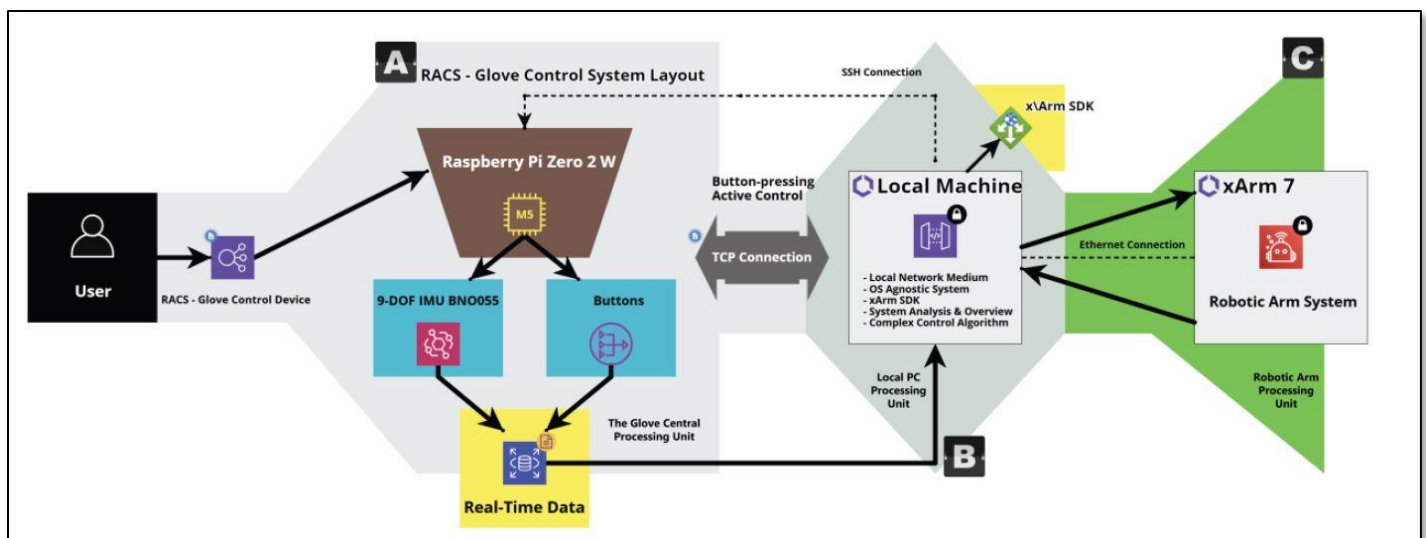 A
RACS - Glove Control System Layout
SSH Connection
C
x\Arm SDK
Raspberry Pi Zero 2 W
M5
Button-pressing
Active Control
TCP Connection
Local Machine
- Local Network Medium
- OS Agnostic System
- xArm SDK
- System Analysis & Overview
- Complex Control Algorithm
xArm 7
Ethernet Connection
Robotic Arm System
User
RACS - Glove Control Device
9-DOF IMU BNO055
Buttons
Local PC
Processing
Unit
Robotic Arm
Processing
Unit
The Glove Central
Processing Unit
B
Real-Time Data